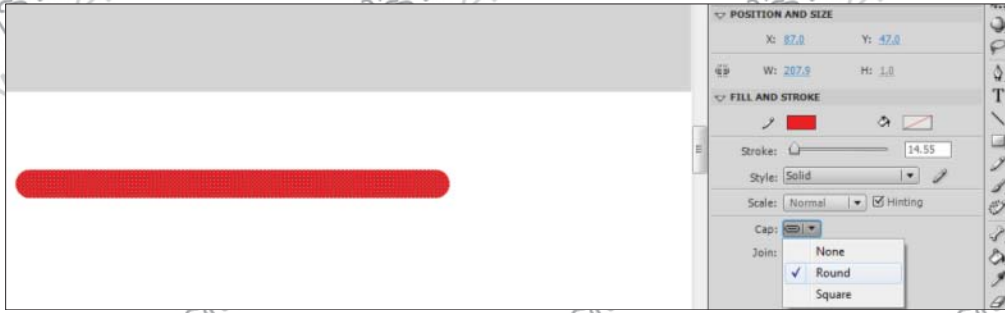 POSITION AND SIZE
X: 87.0 Y: 47.0
W: 207.9 H: 1.0
FILL AND STROKE
Stroke: 14.55
Style: Solid
Scale: Normal Hinting
Cap:
Join:
None
Round
Square
T